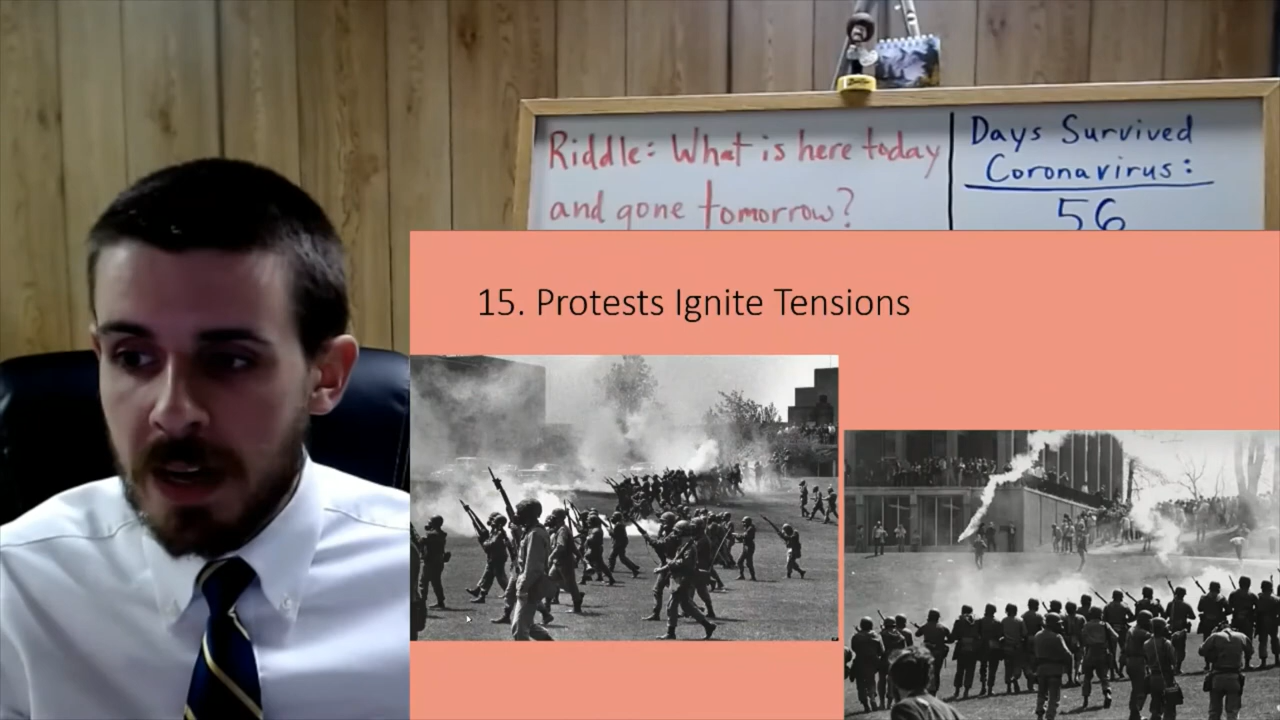 Riddle: What is here today
and gone tomorrow?
Days Survived
Coronavirus:
56
15. Protests Ignite Tensions